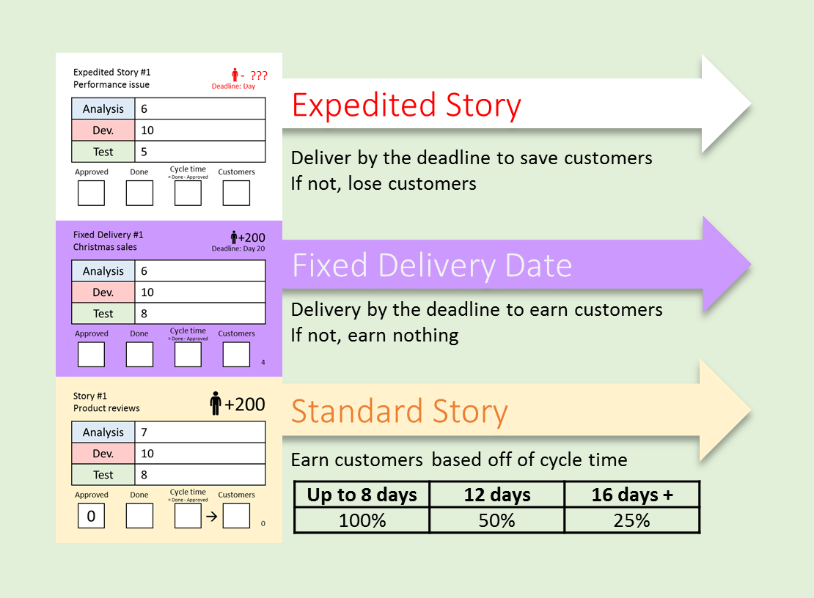 Expedited Story #1
Performance issue
- ???
Deadline: Day
Analysis 6
Dev. 10
Test 5
Approved Done Cycle time Customers
= Done - Approved
Expedited Story
Deliver by the deadline to save customers
If not, lose customers
Fixed Delivery #1
Christmas sales
+200
Deadline: Day 20
Analysis 6
Dev. 10
Test 8
Approved Done Cycle time Customers
= Done - Approved
4
Fixed Delivery Date
Delivery by the deadline to earn customers
If not, earn nothing
Story #1
Product reviews
+200
Analysis 7
Dev. 10
Test 8
Approved Done Cycle time Customers
= Done - Approved
0 → 0
Standard Story
Earn customers based off of cycle time
Up to 8 days 12 days 16 days +
100% 50% 25%